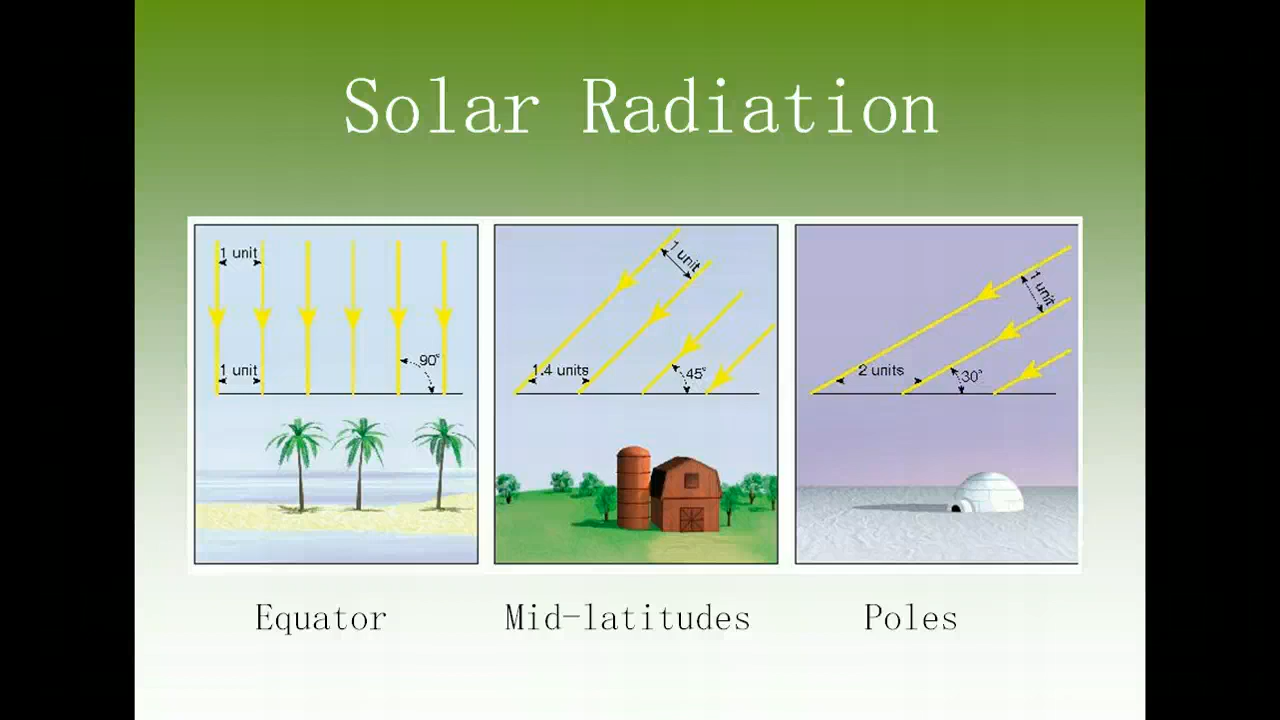 Solar Radiation
1 unit
1 unit
90°
1 unit
1.4 units
45°
1 unit
2 units
30°
Equator
Mid-latitudes
Poles